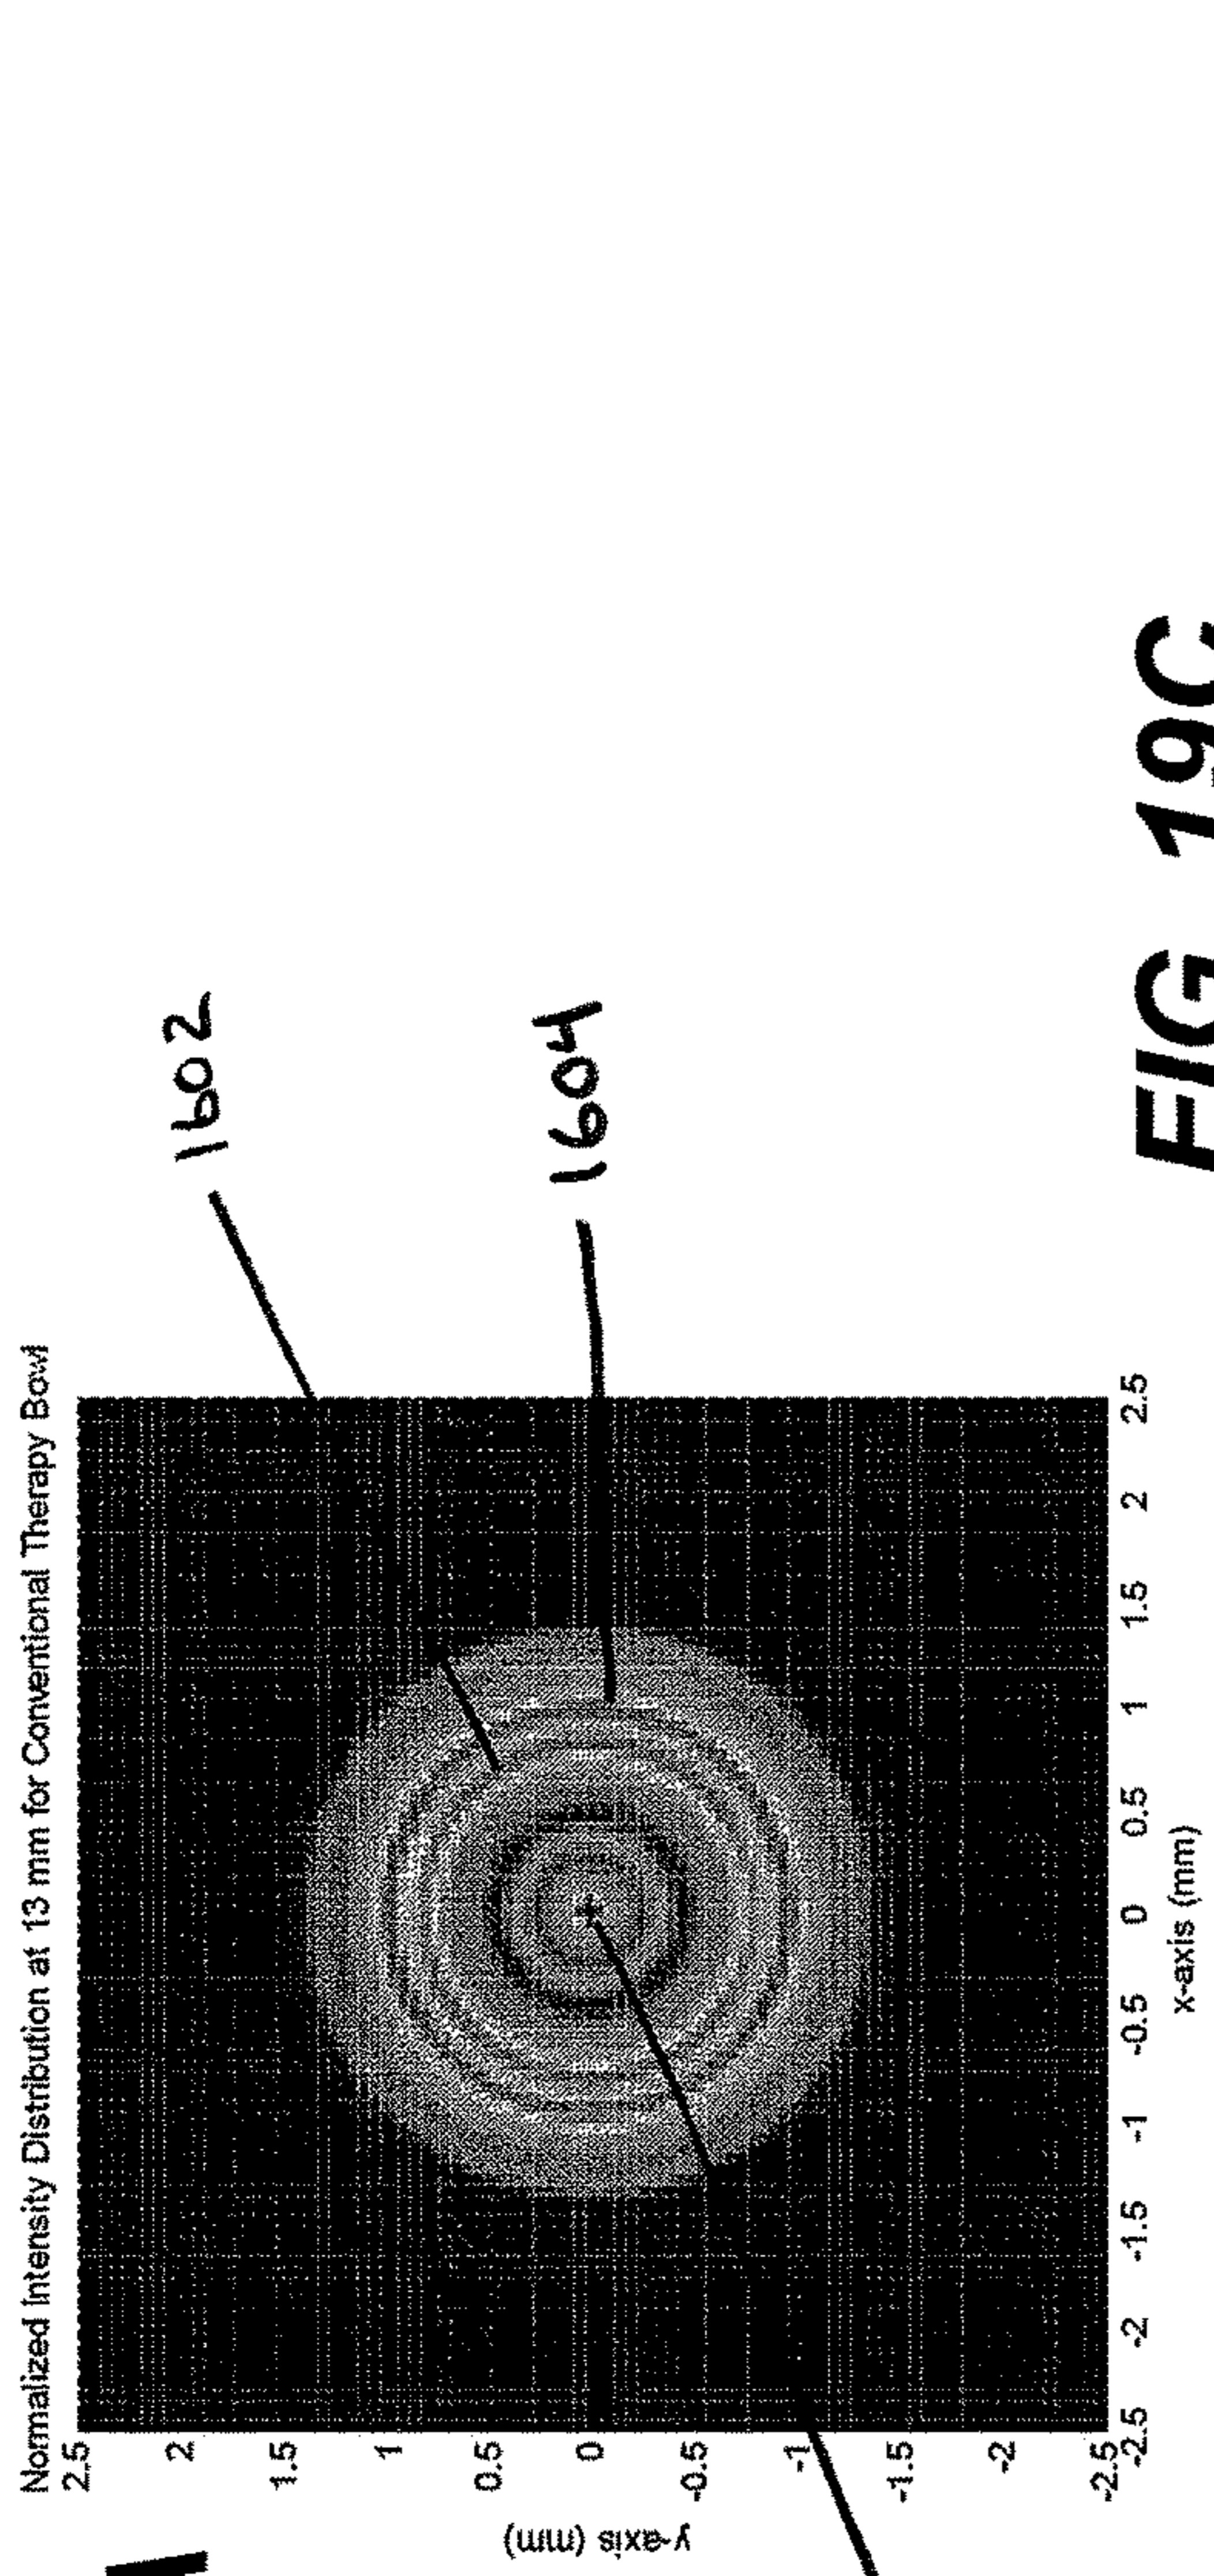 Normalized Intensity Distribution at 13 mm for Conventional Therapy Bowl
1602
1604
y-axis (mm)
2.5
2
1.5
1
0.5
0
-0.5
-1
-1.5
-2
-2.5
-2.5 -2 -1.5 -1 -0.5 0 0.5 1 1.5 2 2.5
x-axis (mm)
FIG 19C